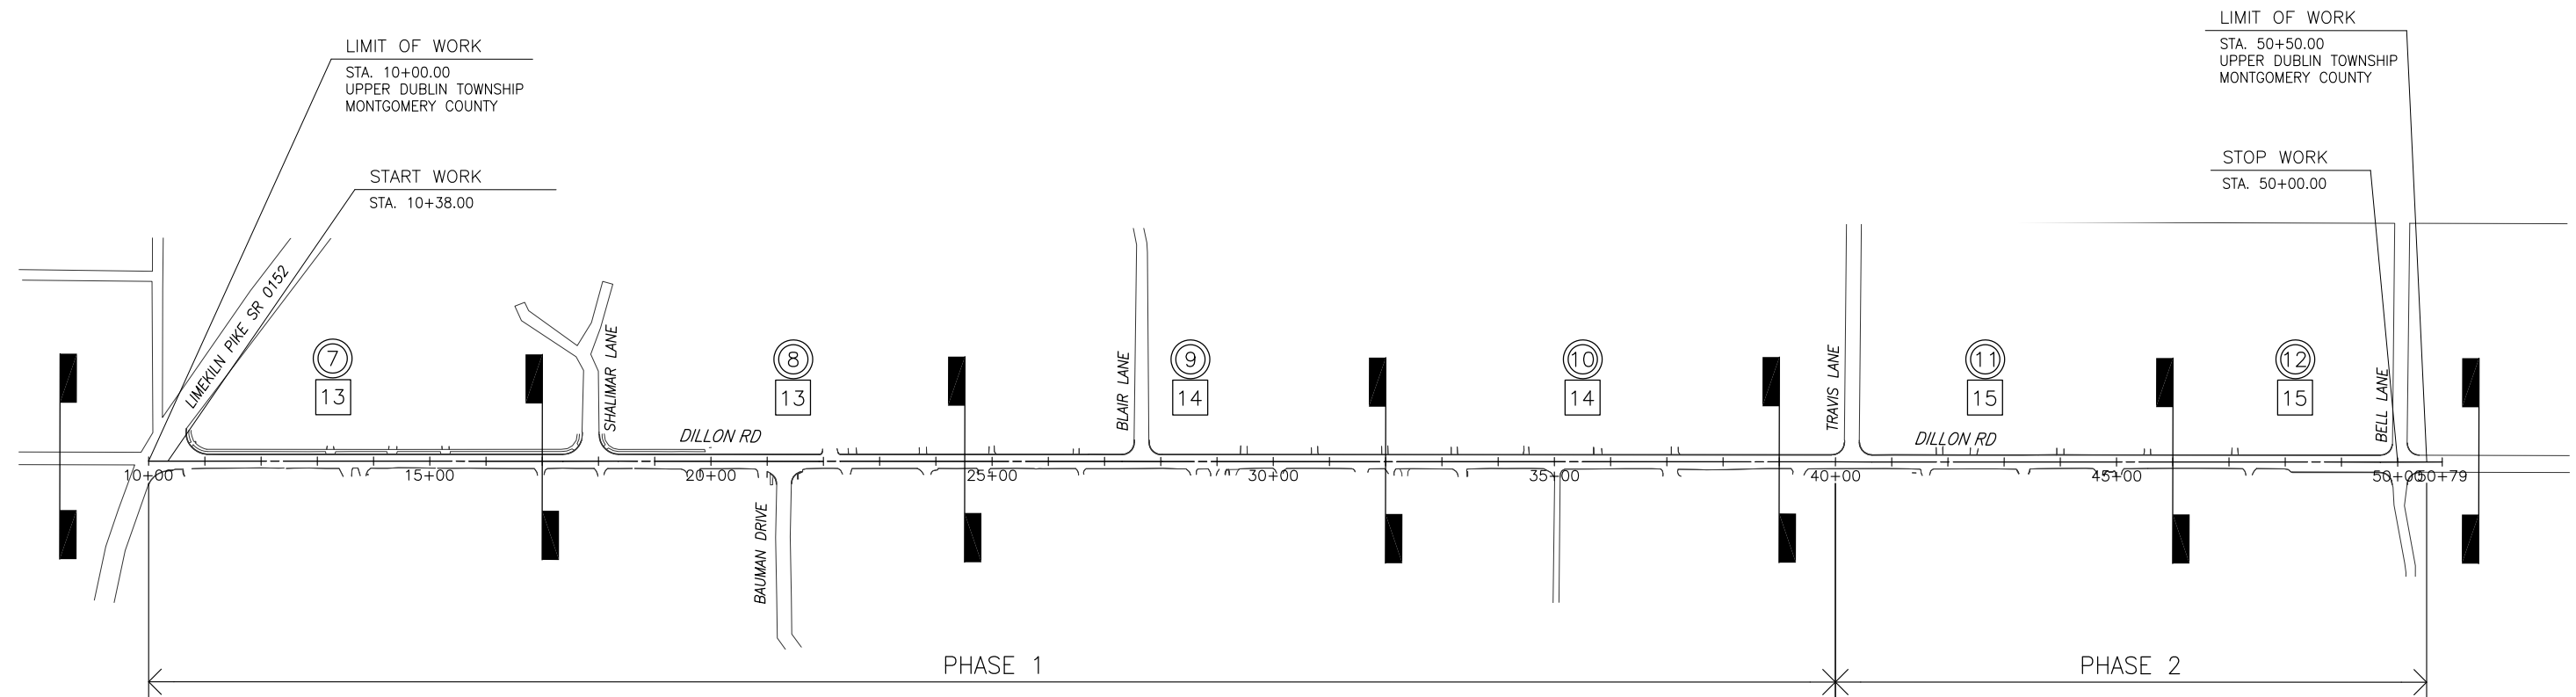 LIMIT OF WORK
STA. 10+00.00
UPPER DUBLIN TOWNSHIP
MONTGOMERY COUNTY
START WORK
STA. 10+38.00
LIMIT OF WORK
STA. 50+50.00
UPPER DUBLIN TOWNSHIP
MONTGOMERY COUNTY
STOP WORK
STA. 50+00.00
LIMEKILN PIKE SR 0152
7
13
SHALIMAR LANE
8
13
DILLON RD
BLAIR LANE
9
14
10
14
TRAVIS LANE
11
15
DILLON RD
12
15
BELL LANE
10+00
15+00
20+00
25+00
30+00
35+00
40+00
45+00
50+00
50+79
BAUMAN DRIVE
PHASE 1
PHASE 2